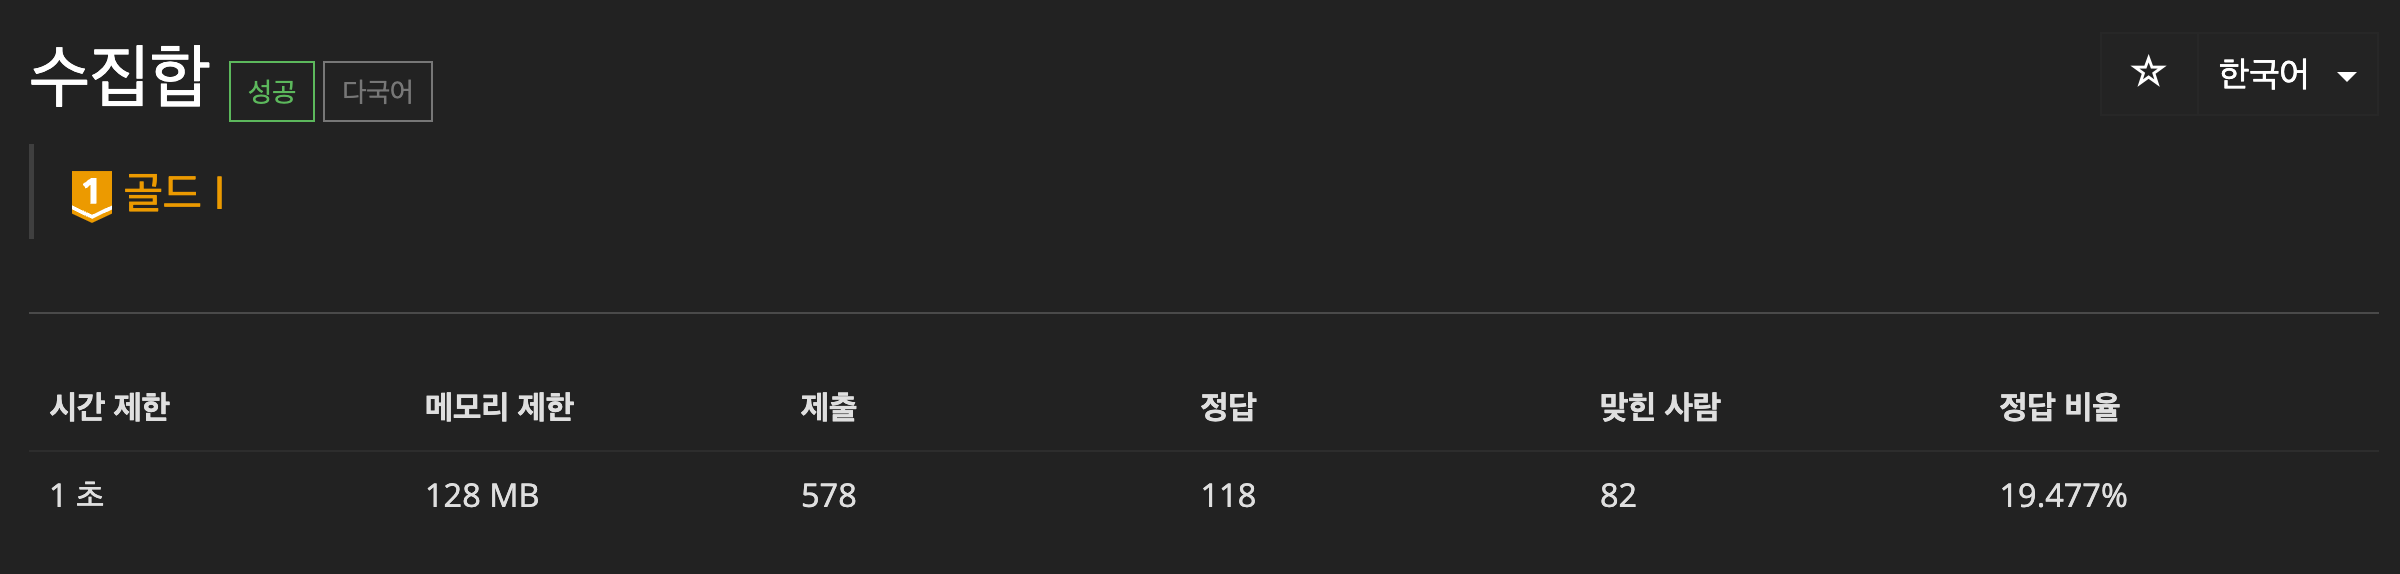 수집합 성공 다국어 ☆ 한국어
1 골드 I
시간 제한 메모리 제한 제출 정답 맞힌 사람 정답 비율
1 초 128 MB 578 118 82 19.477%